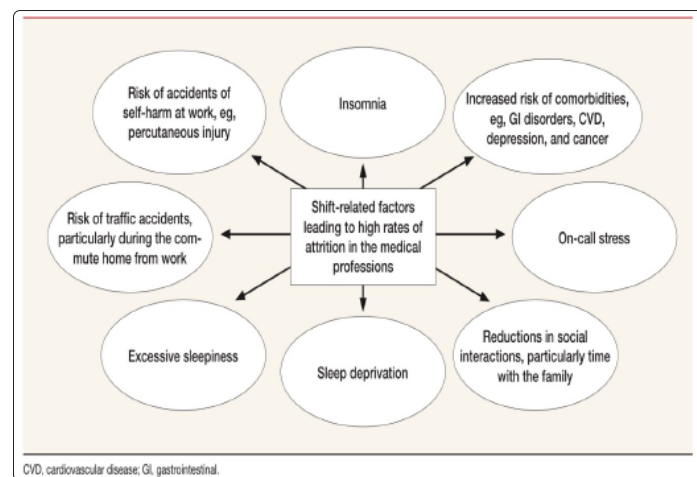 Risk of accidents of
self-harm at work, eg,
percutaneous injury
Insomnia
Increased risk of comorbidities,
eg, GI disorders, CVD,
depression, and cancer
Risk of traffic accidents,
particularly during the com-
mute home from work
Shift-related factors
leading to high rates of
attrition in the medical
professions
On-call stress
Excessive sleepiness
Sleep deprivation
Reductions in social
interactions, particularly time
with the family
CVD, cardiovascular disease; GI, gastrointestinal.